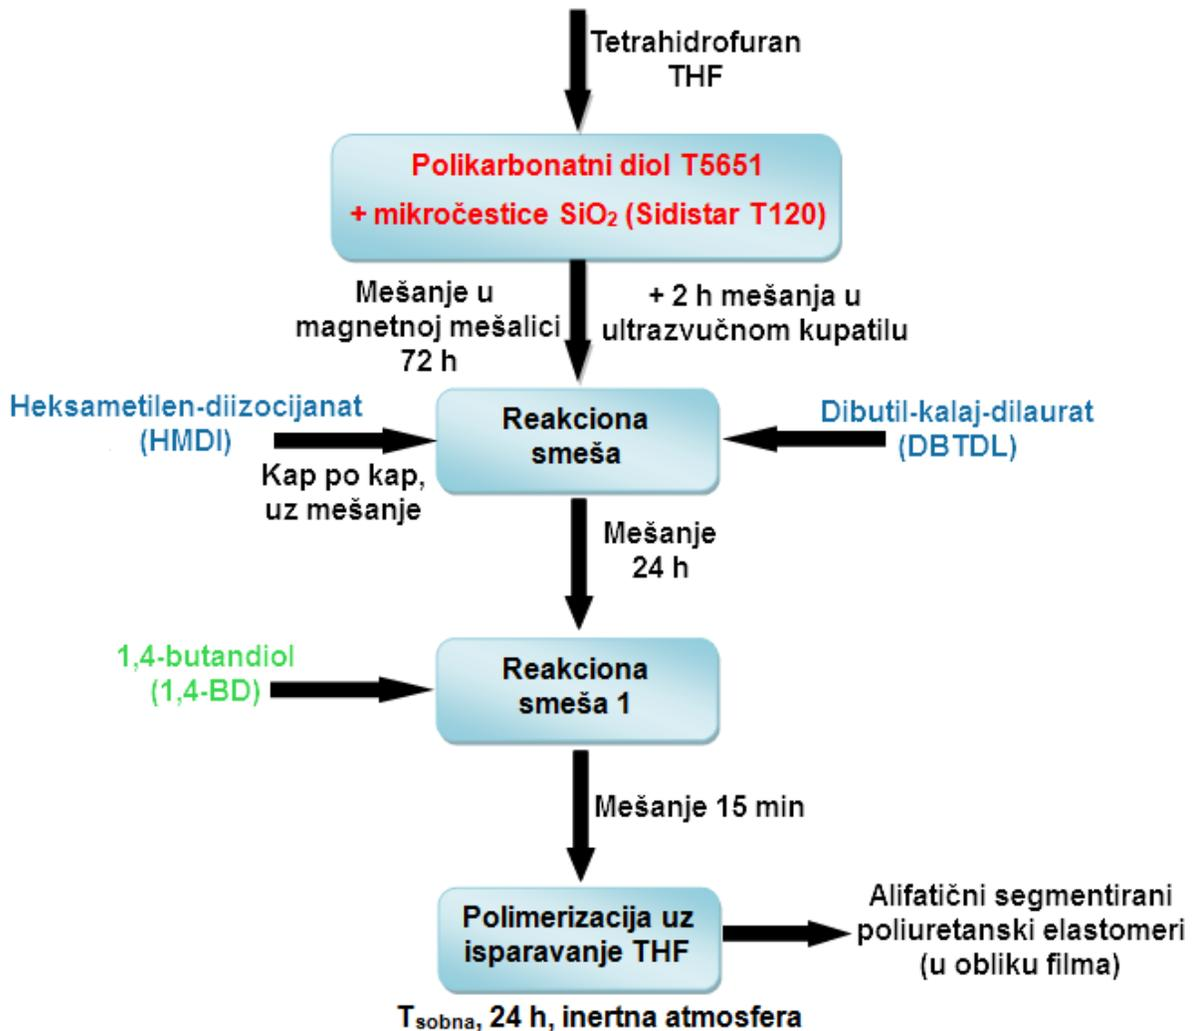 Tetrahidrofuran
THF
Polikarbonatni diol T5651
+ mikročestice SiO₂ (Sidistar T120)
Mešanje u
magnetnoj mešalici
72 h
+ 2 h mešanja u
ultrazvučnom kupatilu
Heksametilen-diizocijanat
(HMDI)
Kap po kap,
uz mešanje
Reakciona
smeša
Dibutil-kalaj-dilaurat
(DBTDL)
Mešanje
24 h
1,4-butandiol
(1,4-BD)
Reakciona
smeša 1
Mešanje 15 min
Polimerizacija uz
isparavanje THF
Alifatični segmentirani
poliuretanski elastomeri
(u obliku filma)
Tsobna, 24 h, inertna atmosfera